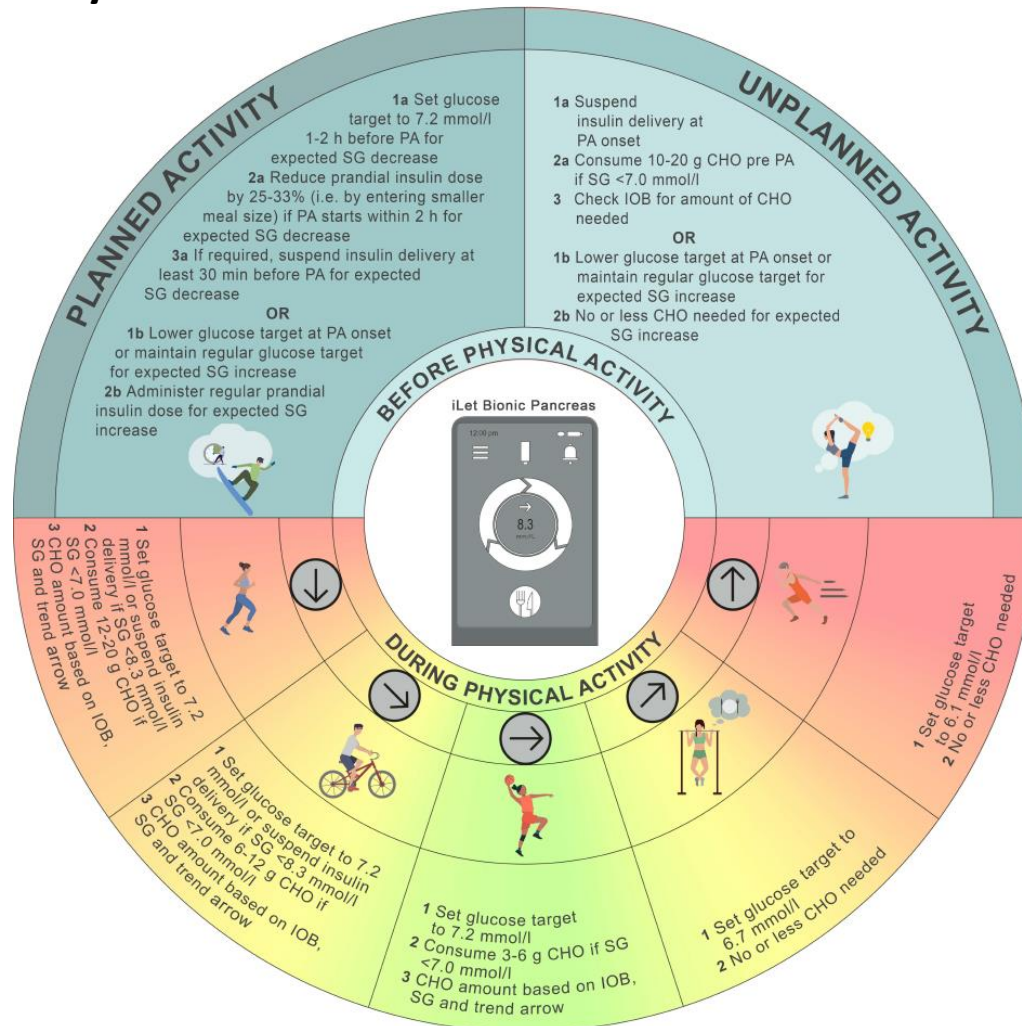 PLANNED ACTIVITY
1a Set glucose
target to 7.2 mmol/l
1-2 h before PA for
expected SG decrease
2a Reduce prandial insulin dose
by 25-33% (i.e. by entering smaller
meal size) if PA starts within 2 h for
expected SG decrease
3a If required, suspend insulin delivery at
least 30 min before PA for expected
SG decrease
OR
1b Lower glucose target at PA onset
or maintain regular glucose target
for expected SG increase
2b Administer regular prandial
insulin dose for expected SG
increase
UNPLANNED ACTIVITY
1a Suspend
insulin delivery at
PA onset
2a Consume 10-20 g CHO pre PA
if SG <7.0 mmol/l
3 Check IOB for amount of CHO
needed
OR
1b Lower glucose target at PA onset or
maintain regular glucose target for
expected SG increase
2b No or less CHO needed for expected
SG increase
BEFORE PHYSICAL ACTIVITY
iLet Bionic Pancreas
12:00 pm
8.3
mmol/L
DURING PHYSICAL ACTIVITY
1 Set glucose target to 7.2
mmol/l or suspend insulin
delivery if SG <8.3 mmol/l
2 Consume 12-20 g CHO if
SG <7.0 mmol/l
3 CHO amount based on IOB,
SG and trend arrow
1 Set glucose target to 7.2
mmol/l or suspend insulin
delivery if SG <8.3 mmol/l
2 Consume 6-12 g CHO if
SG <7.0 mmol/l
3 CHO amount based on IOB,
SG and trend arrow
1 Set glucose target
to 7.2 mmol/l
2 Consume 3-6 g CHO if SG
<7.0 mmol/l
3 CHO amount based on IOB,
SG and trend arrow
1 Set glucose target to
6.7 mmol/l
2 No or less CHO needed
1 Set glucose target
to 6.1 mmol/l
2 No or less CHO needed